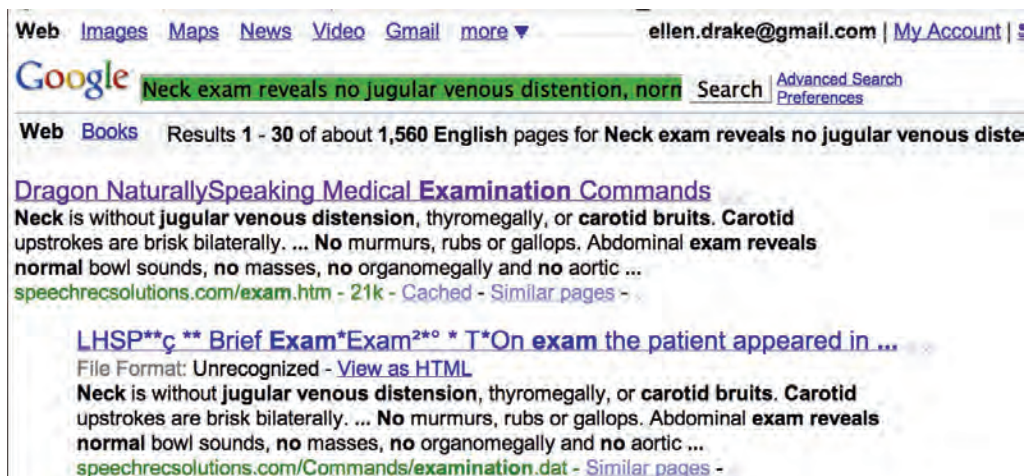 Web Images Maps News Video Gmail more ▼ ellen.drake@gmail.com | My Account |
Google Neck exam reveals no jugular venous distention, norn Search Advanced Search
Preferences
Web Books Results 1 - 30 of about 1,560 English pages for Neck exam reveals no jugular venous diste
Dragon NaturallySpeaking Medical Examination Commands
Neck is without jugular venous distension, thyromegally, or carotid bruits. Carotid
upstrokes are brisk bilaterally. ... No murmurs, rubs or gallops. Abdominal exam reveals
normal bowl sounds, no masses, no organomegally and no aortic ...
speechrecsolutions.com/exam.htm - 21k - Cached - Similar pages -
LHSP**ç ** Brief Exam*Exam²*° * T*On exam the patient appeared in ...
File Format: Unrecognized - View as HTML
Neck is without jugular venous distension, thyromegally, or carotid bruits. Carotid
upstrokes are brisk bilaterally. ... No murmurs, rubs or gallops. Abdominal exam reveals
normal bowl sounds, no masses, no organomegally and no aortic ...
speechrecsolutions.com/Commands/examination.dat - Similar pages -